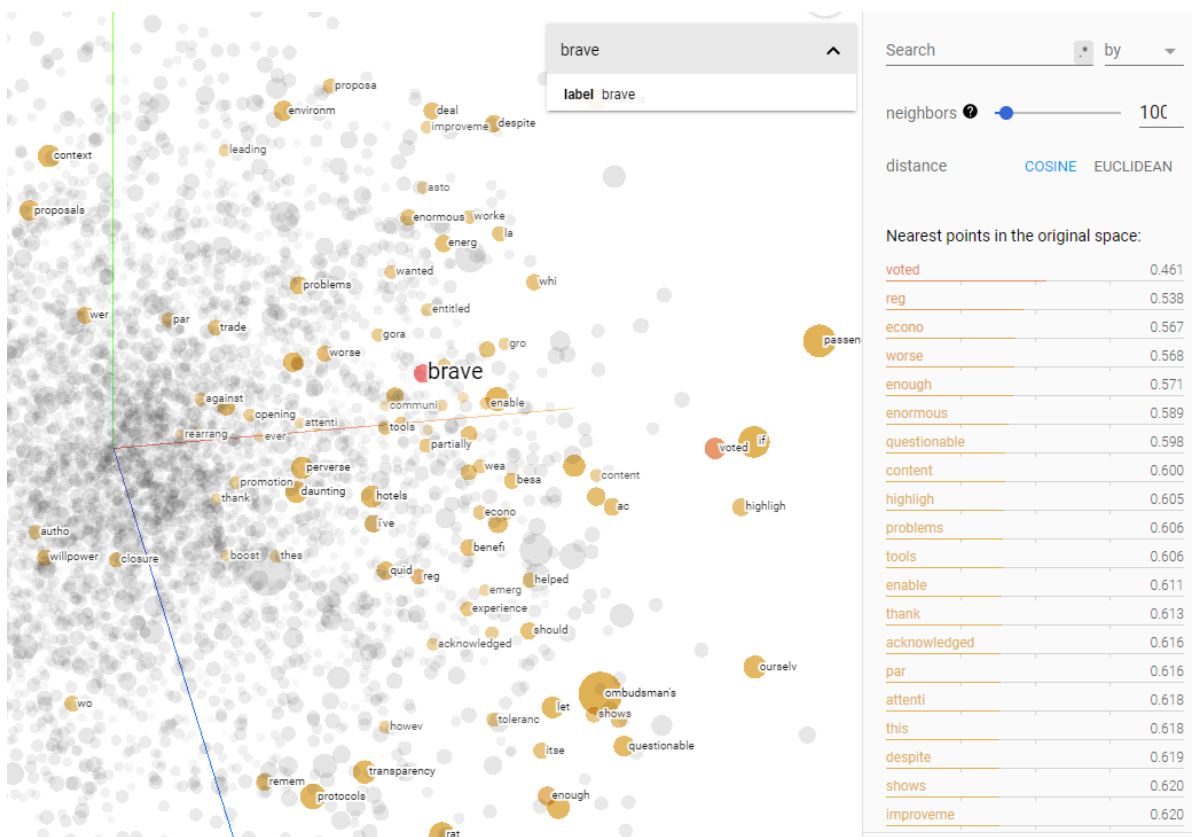 brave
label brave
proposa
environm
deal
improveme
despite
leading
context
asto
proposals
enormous
worke
energ
la
wanted
whi
problems
entitled
wer
par
trade
gora
gro
worse
passen
brave
against
communi
enable
opening
attenti
tools
rearrang
ever
partially
voted
if
perverse
wea
content
promotion
daunting
hotels
besa
thank
econo
ac
highligh
ive
autho
benefi
willpower
closure
boost
thes
quid
reg
helped
emerg
experience
should
acknowledged
ourselv
ombudsman's
wo
let
shows
toleranc
howev
questionable
itse
transparency
remem
protocols
enough
rat
Search .* by
neighbors ? 100
distance COSINE EUCLIDEAN
Nearest points in the original space:
voted 0.461
reg 0.538
econo 0.567
worse 0.568
enough 0.571
enormous 0.589
questionable 0.598
content 0.600
highligh 0.605
problems 0.606
tools 0.606
enable 0.611
thank 0.613
acknowledged 0.616
par 0.616
attenti 0.618
this 0.618
despite 0.619
shows 0.620
improveme 0.620